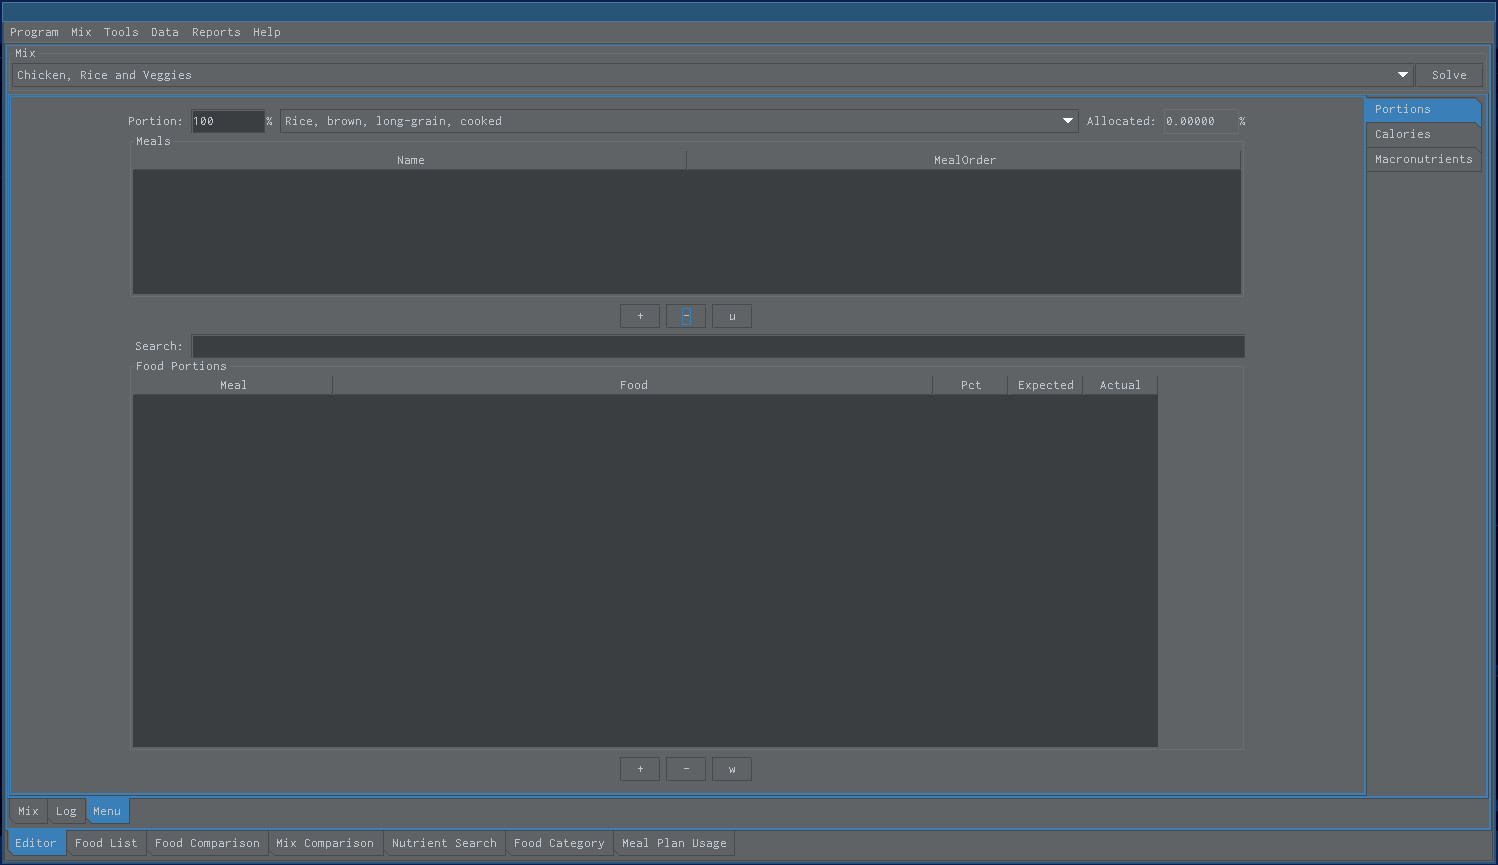 Program Mix Tools Data Reports Help
Mix
Chicken, Rice and Veggies Solve
Portion: 100 % Rice, brown, long-grain, cooked Allocated: 0.00000 %
Portions
Calories
Macronutrients
Meals
Name MealOrder
+ - u
Search:
Food Portions
Meal Food Pct Expected Actual
+ - w
Mix Log Menu
Editor Food List Food Comparison Mix Comparison Nutrient Search Food Category Meal Plan Usage